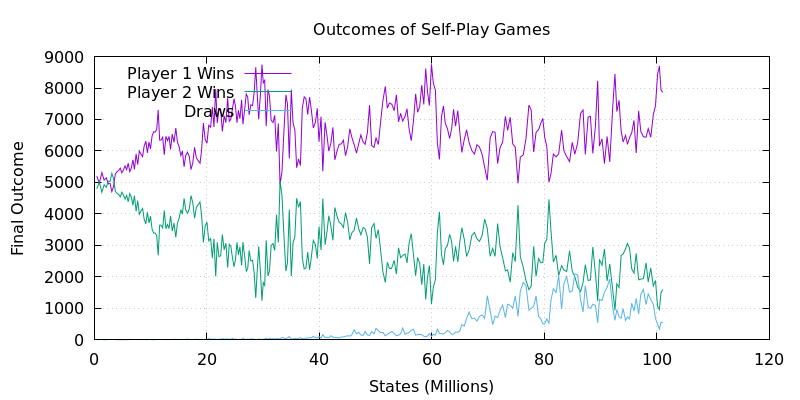 Outcomes of Self-Play Games
9000
8000
7000
6000
5000
4000
3000
2000
1000
0
Final Outcome
Player 1 Wins
Player 2 Wins
Draws
0 20 40 60 80 100 120
States (Millions)